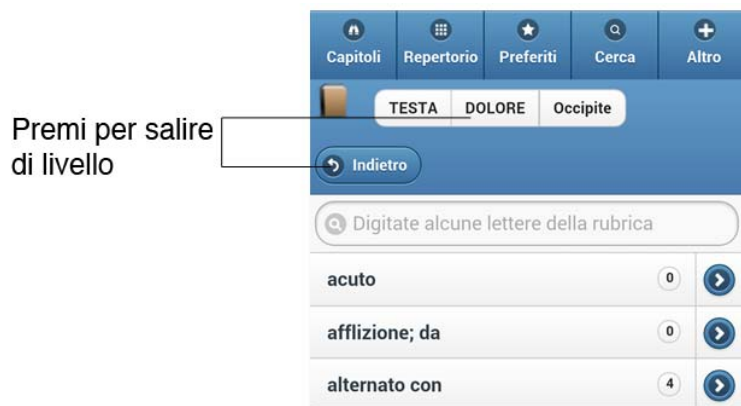 Capitoli Repertorio Preferiti Cerca Altro
TESTA DOLORE Occipite
Premi per salire
di livello
Indietro
Digitate alcune lettere della rubrica
acuto 0
afflizione; da 0
alternato con 4